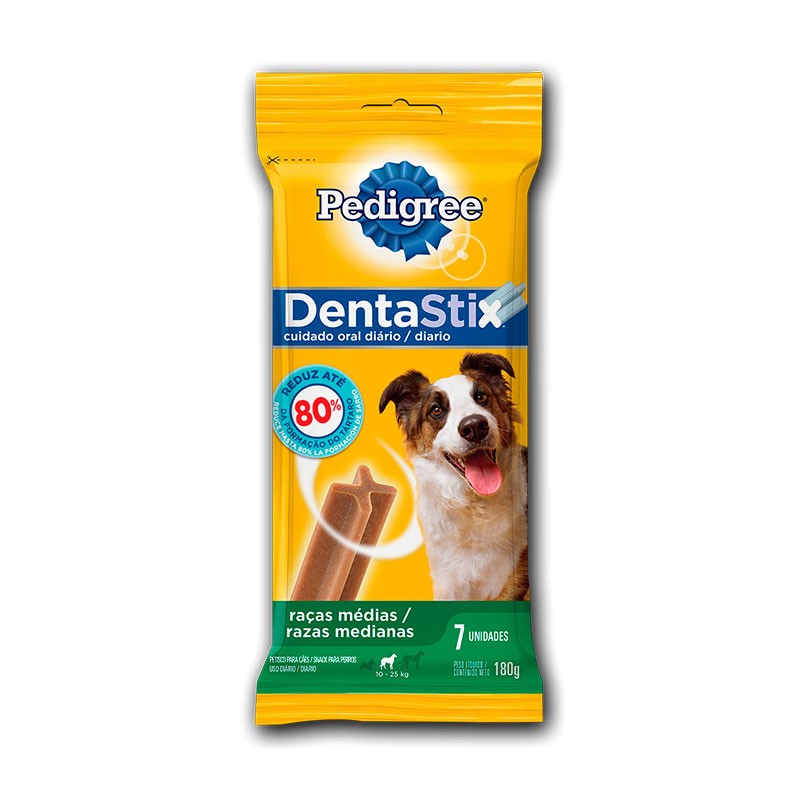 Pedigree®
DentaStix
cuidado oral diário / diario
REDUZ ATÉ
80%
DA FORMAÇÃO DO TÁRTARO
REDUCE HASTA 80% LA FORMACIÓN DE SARRO
raças médias /
razas medianas
7 UNIDADES
PETISCO PARA CÃES / SNACK PARA PERROS
USO DIÁRIO / DIARIO
10 - 25 kg
PESO LÍQUIDO /
CONTENIDO NETO 180g